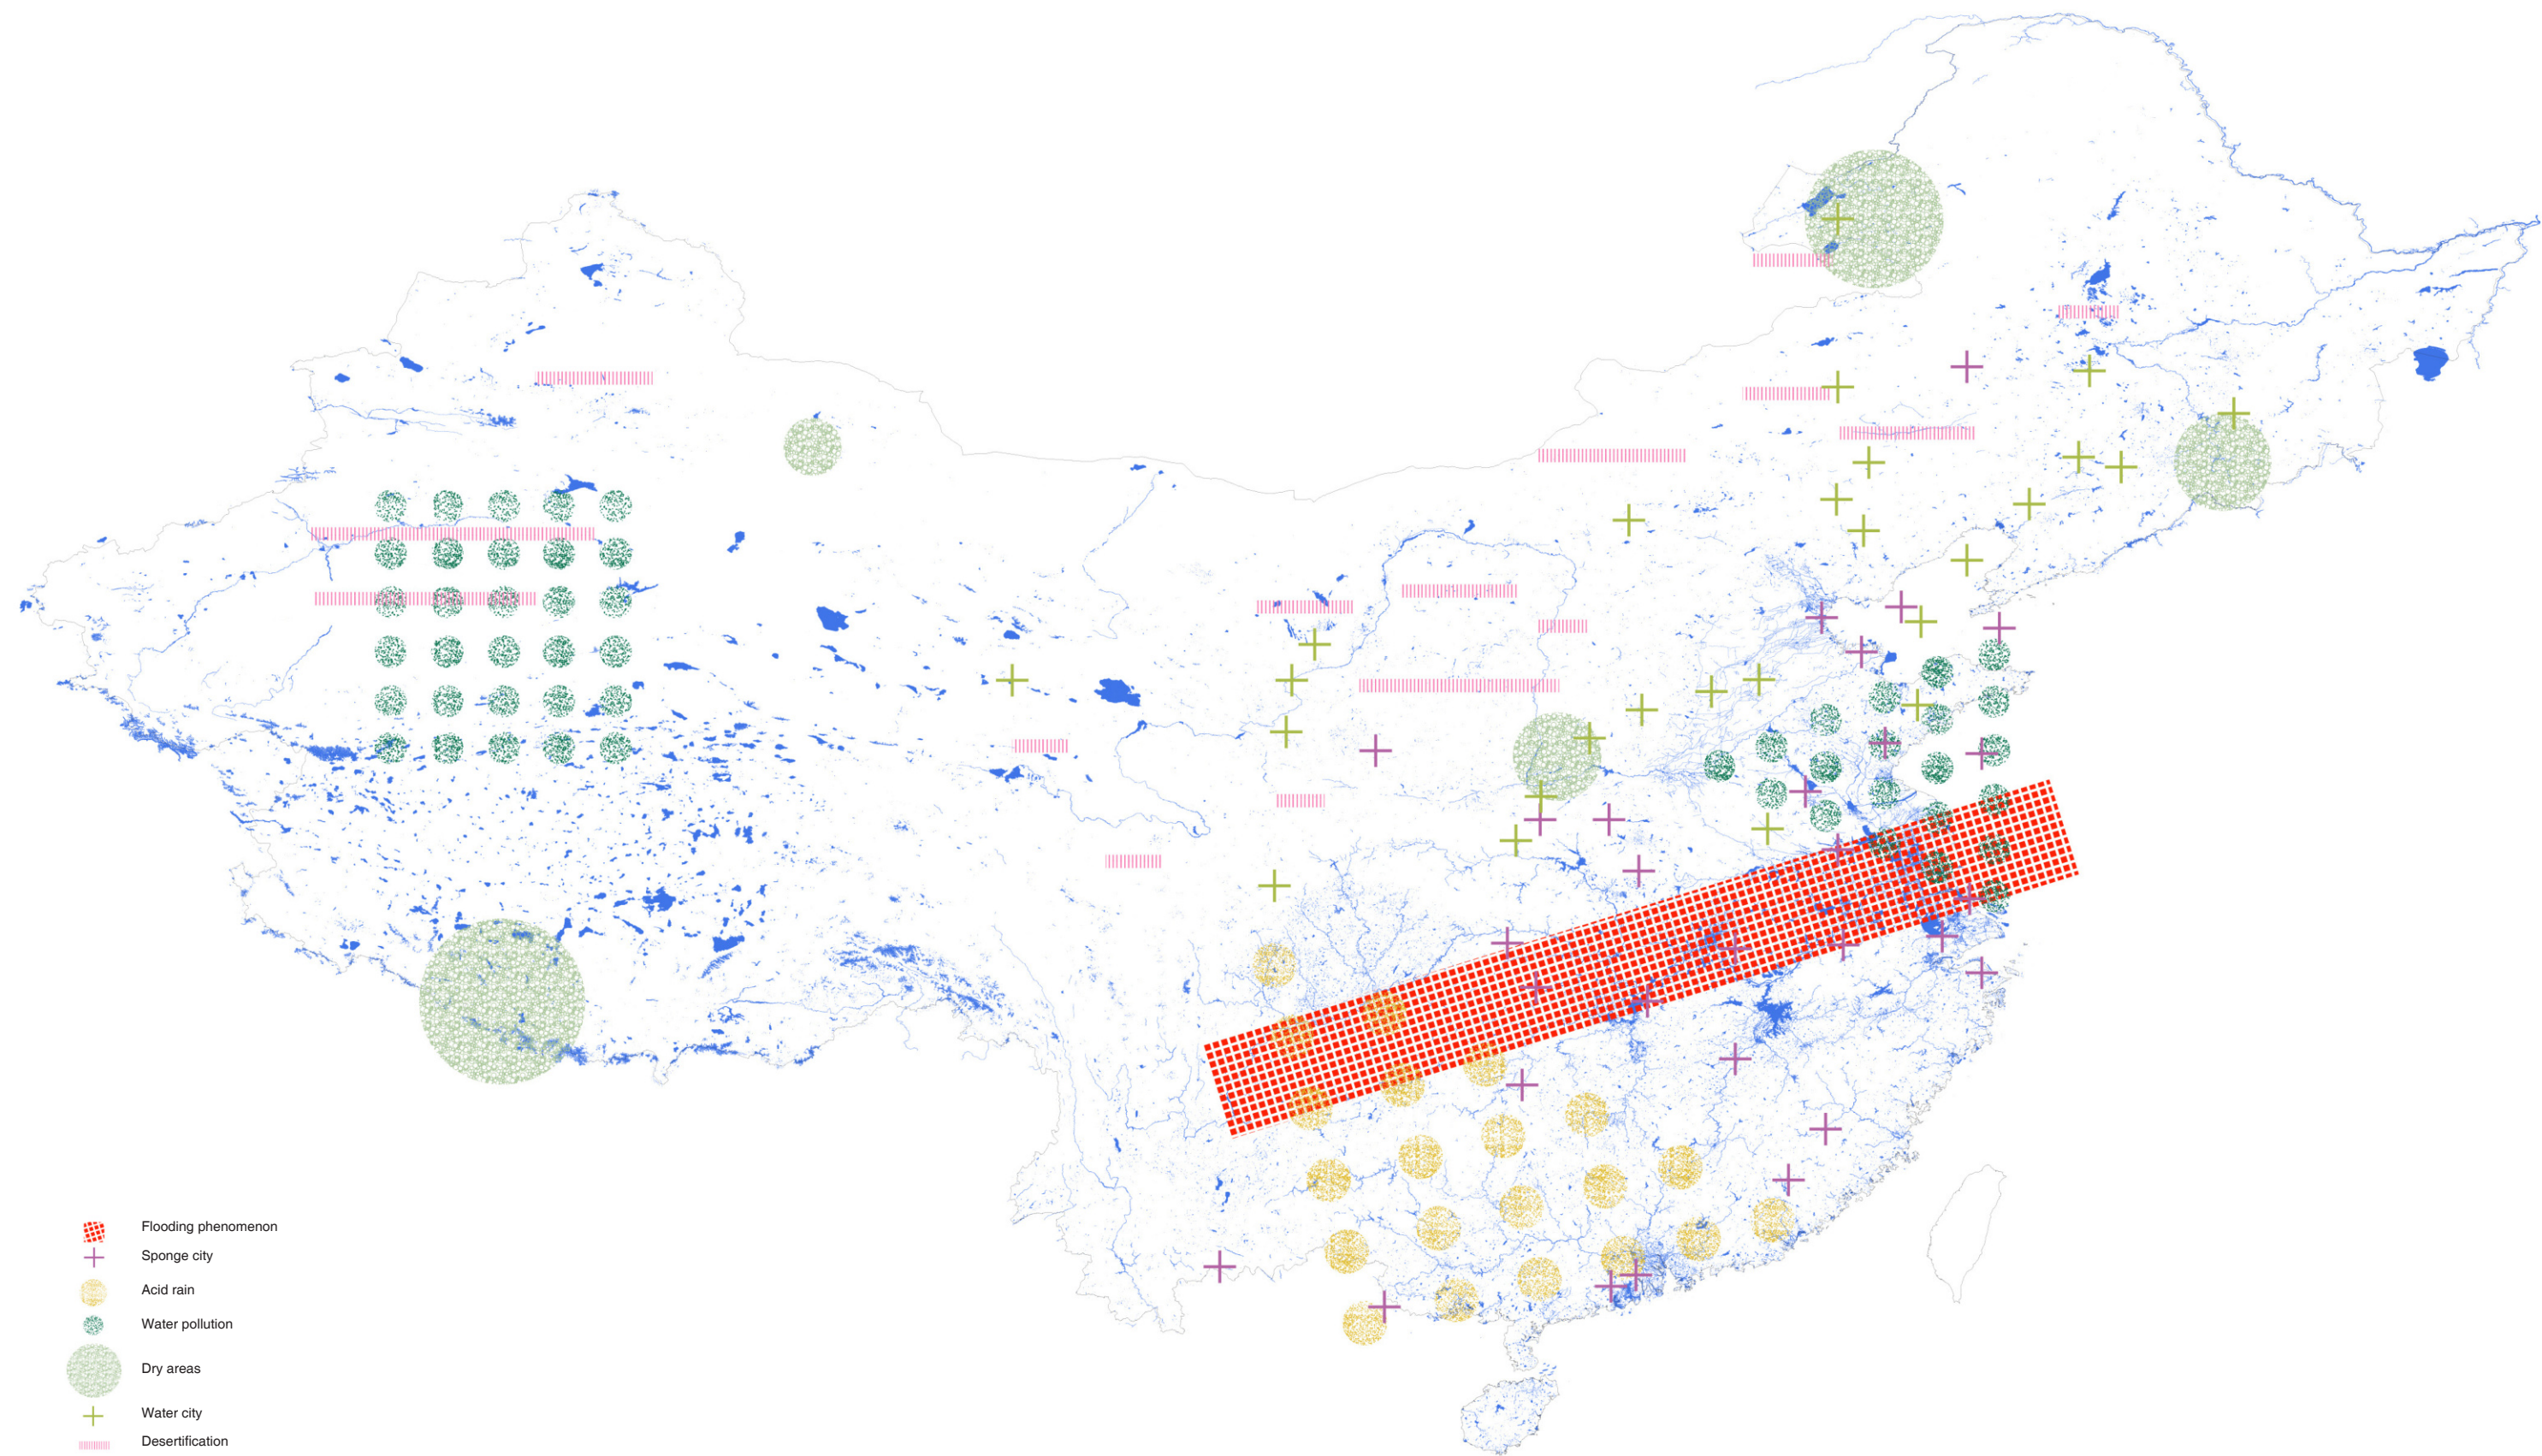 Flooding phenomenon
Sponge city
Acid rain
Water pollution
Dry areas
Water city
Desertification